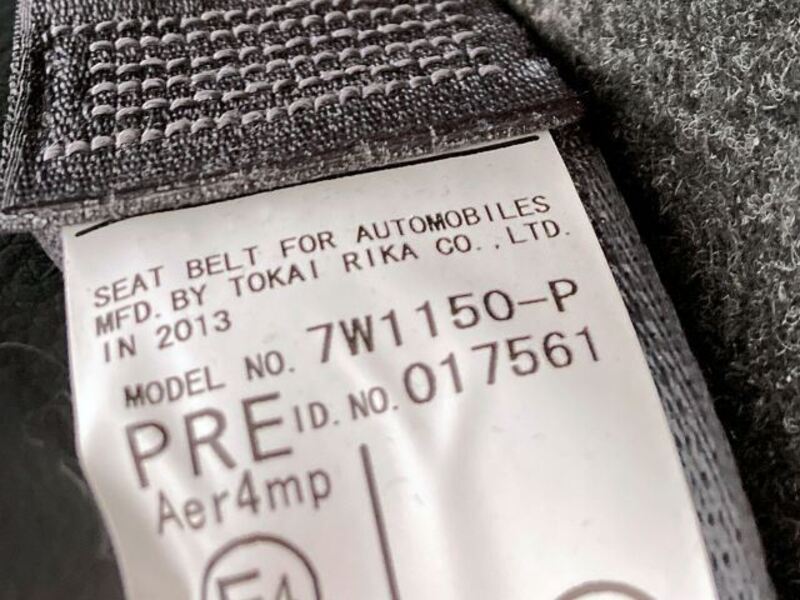 SEAT BELT FOR AUTOMOBILES
MFD. BY TOKAI RIKA CO.,LTD.
IN 2013
MODEL NO. 7W1150-P
PRE ID. NO. 017561
Aer4mp
E4